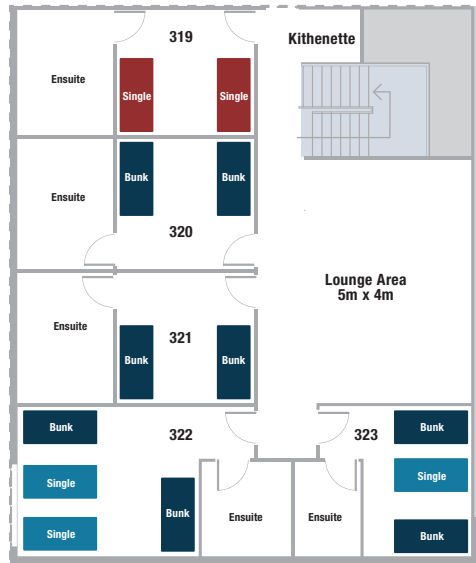 319
Kithenette
Ensuite
Single
Single
Bunk
Bunk
Ensuite
320
Lounge Area
5m x 4m
Ensuite
321
Bunk
Bunk
322
323
Bunk
Bunk
Single
Single
Bunk
Ensuite
Ensuite
Single
Bunk